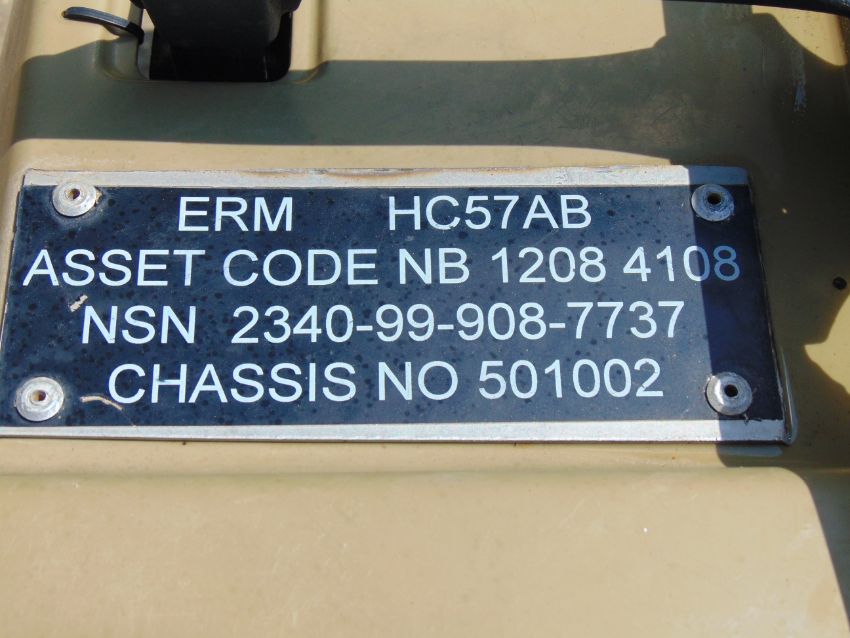 ERM HC57AB
ASSET CODE NB 1208 4108
NSN 2340-99-908-7737
CHASSIS NO 501002